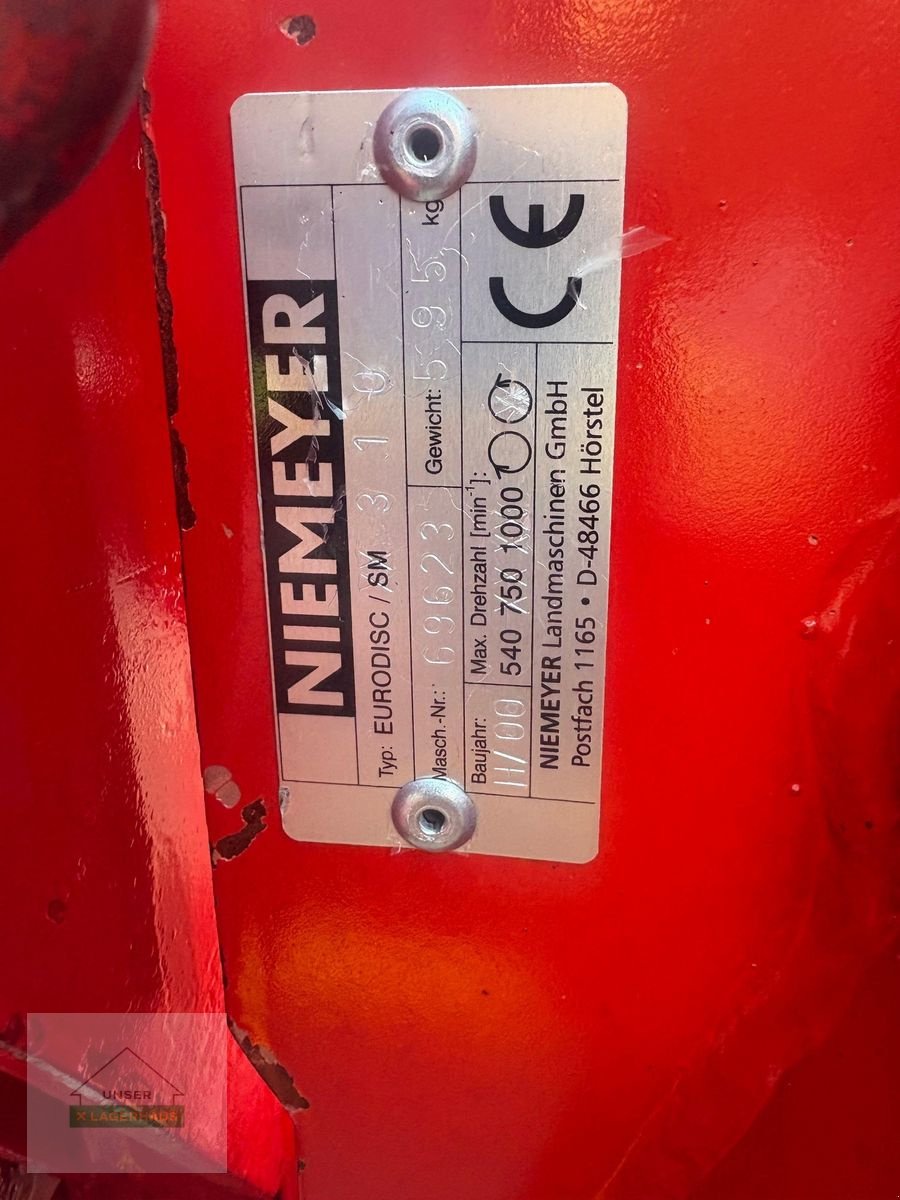 NIEMEYER
Typ: EURODISC / SM 310
Masch.-Nr.: 69623 Gewicht: 595 kg
Baujahr: Max. Drehzahl [min⁻¹]:
H/00 540 750 1000
CE
NIEMEYER Landmaschinen GmbH
Postfach 1165 • D-48466 Hörstel
UNSER
X LAGERHAUS